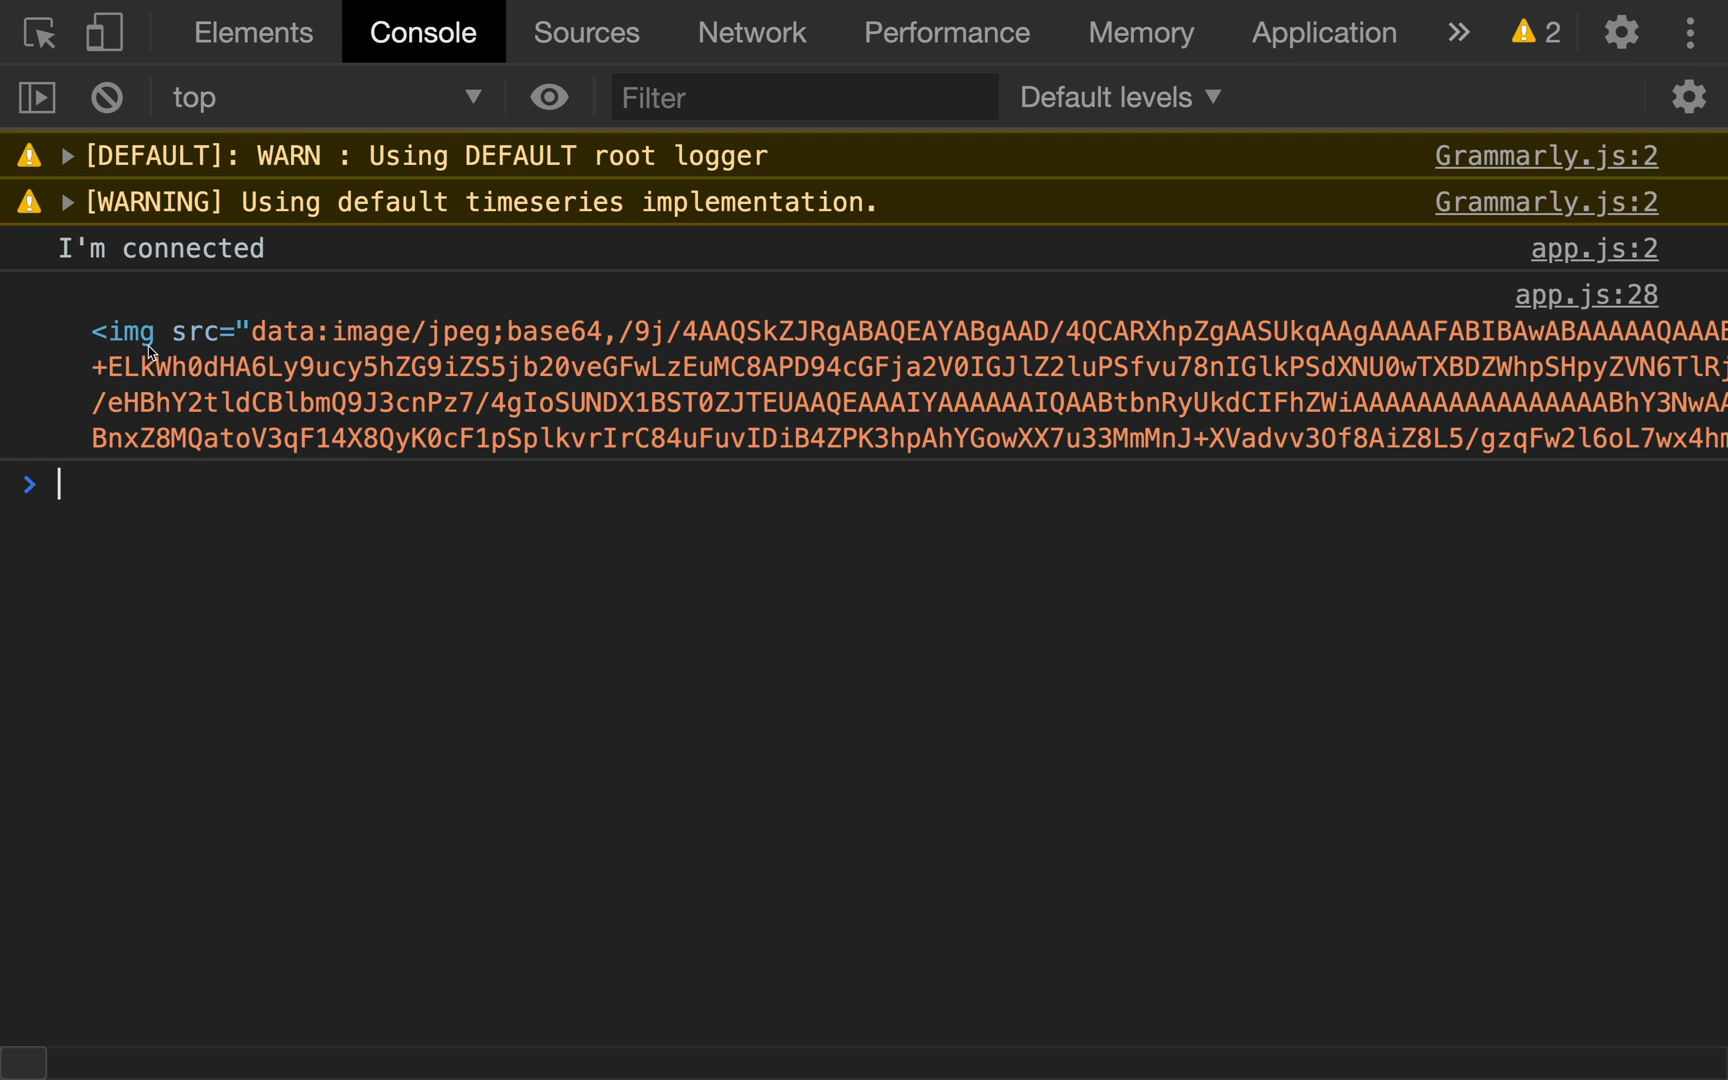 Elements Console Sources Network Performance Memory Application » 2
top Filter Default levels
[DEFAULT]: WARN : Using DEFAULT root logger Grammarly.js:2
[WARNING] Using default timeseries implementation. Grammarly.js:2
I'm connected app.js:2
app.js:28
<img src="data:image/jpeg;base64,/9j/4AAQSkZJRgABAQEAYABgAAD/4QCARXhpZgAASUkqAAgAAAAFABIBAwABAAAAAQAAAE
+ELkWh0dHA6Ly9ucy5hZG9iZS5jb20veGFwLzEuMC8APD94cGFja2V0IGJlZ2luPSfvu78nIGlkPSdXNU0wTXBDZWhpSHpyZVN6TlRj
/eHBhY2tldCBlbmQ9J3cnPz7/4gIoSUNDX1BST0ZJTEUAAQEAAAIYAAAAAAIQAABtbnRyUkdCIFhZWiAAAAAAAAAAAAAAAABhY3NwAA
BnxZ8MQatoV3qF14X8QyK0cF1pSplkvrIrC84uFuvIDiB4ZPK3hpAhYGowXX7u33MmMnJ+XVadvv3Of8AiZ8L5/gzqFw2l6oL7wx4hm
>